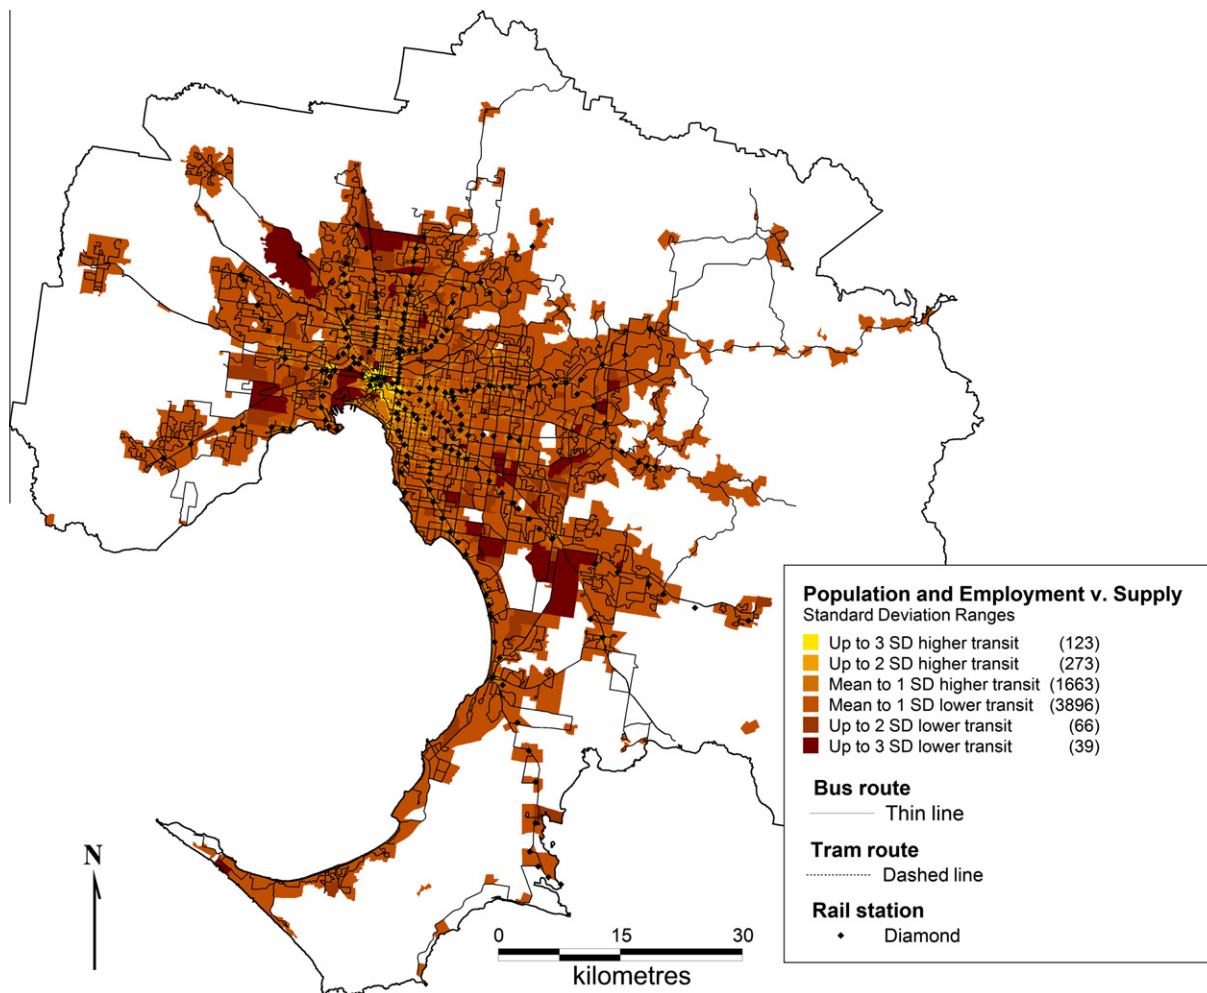 Population and Employment v. Supply
Standard Deviation Ranges
Up to 3 SD higher transit (123)
Up to 2 SD higher transit (273)
Mean to 1 SD higher transit (1663)
Mean to 1 SD lower transit (3896)
Up to 2 SD lower transit (66)
Up to 3 SD lower transit (39)
Bus route
Thin line
Tram route
Dashed line
Rail station
Diamond
N
0 15 30
kilometres